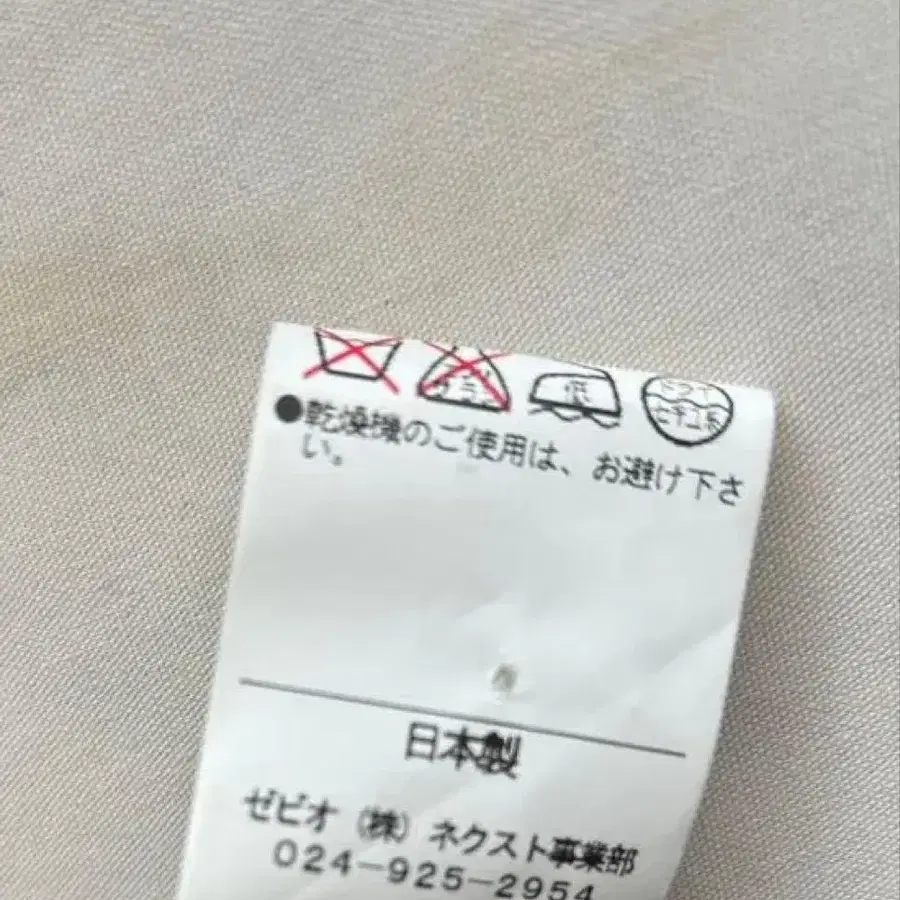 低
●乾燥機のご使用は、お避け下さ
い。
日本製
ゼビオ（株）ネクスト事業部
024-925-2954